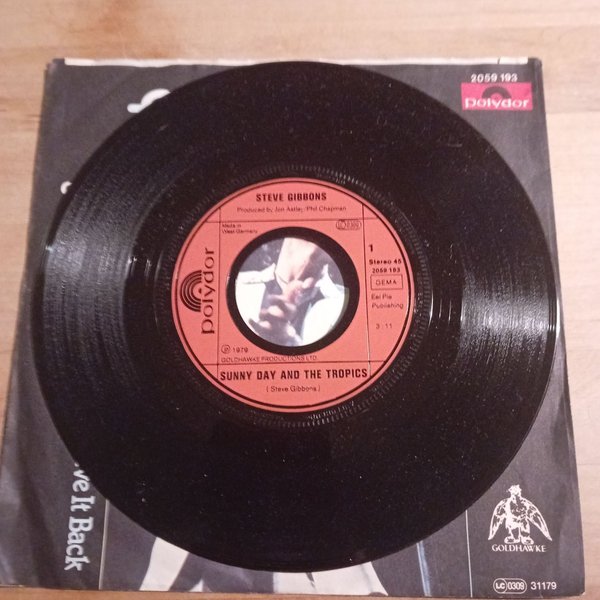 2059 193
polydor
STEVE GIBBONS
Produced by Jon Astley/Phil Chapman
Made in
West Germany
LC 0309
1
Stereo 45
2059 193
GEMA
Eel Pie
Publishing
3:11
polydor
℗ 1979
GOLDHAWKE PRODUCTIONS LTD.
SUNNY DAY AND THE TROPICS
(Steve Gibbons)
It Back
GOLDHAWKE
LC 0309 31179